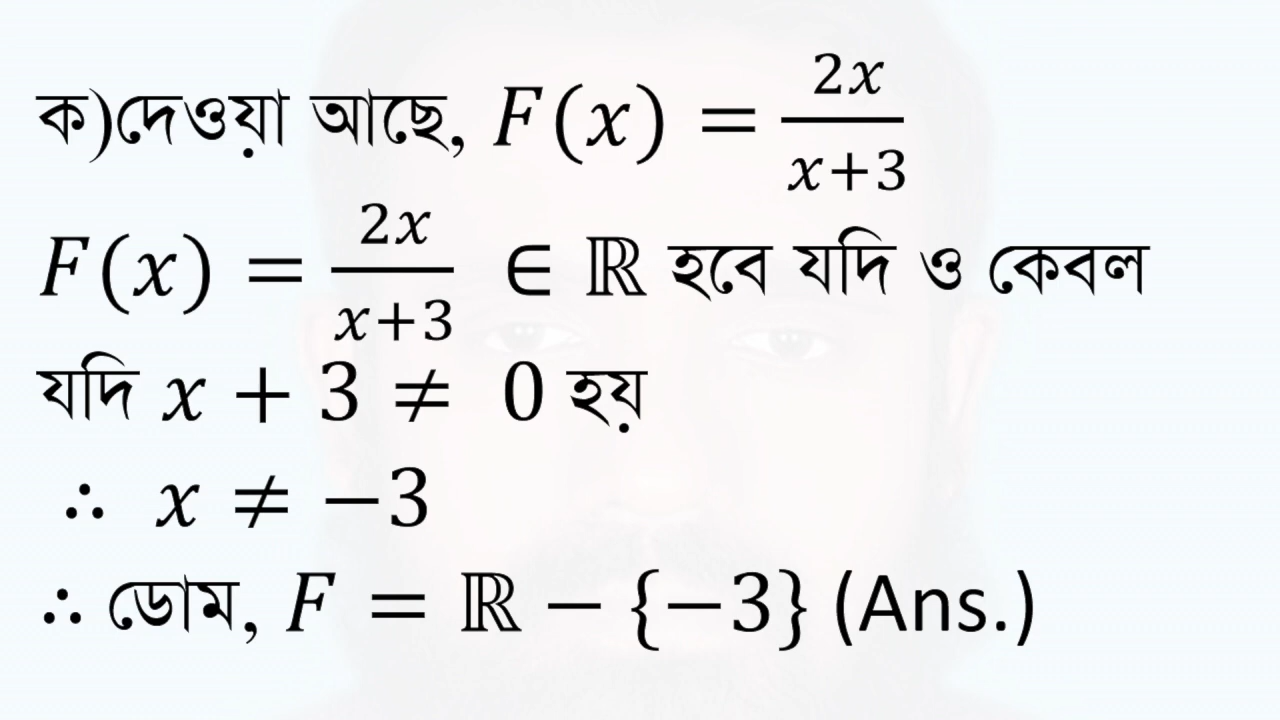 ক)দেওয়া আছে, F(x) = 2x/(x+3)
F(x) = 2x/(x+3) ∈ ℝ হবে যদি ও কেবল
যদি x + 3 ≠ 0 হয়
∴ x ≠ −3
∴ ডোম, F = ℝ − {−3} (Ans.)